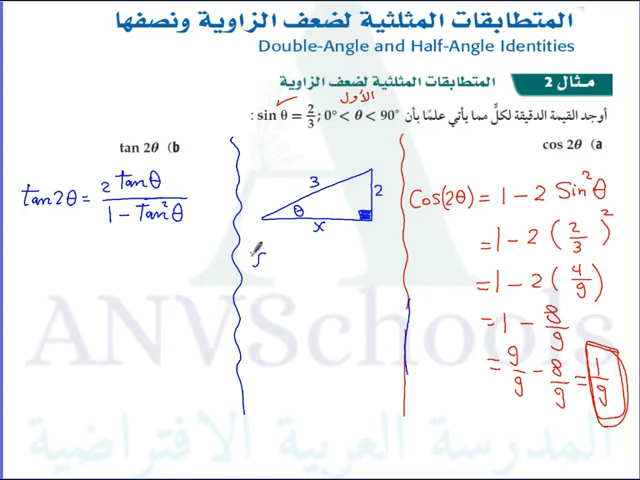 المتطابقات المثلثية لضعف الزاوية ونصفها
Double-Angle and Half-Angle Identities
مثال 2 المتطابقات المثلثية لضعف الزاوية
الأول
أوجد القيمة الدقيقة لكلٍّ مما يأتي علمًا بأن sin θ = 2/3 ; 0° < θ < 90° :
cos 2θ (a
Cos(2θ) = 1 − 2 Sin²θ
= 1 − 2 (2/3)²
= 1 − 2 (4/9)
= 1 − 8/9
= 9/9 − 8/9 = 1/9
3
2
θ
x
tan 2θ (b
tan 2θ = 2 tan θ / 1 − tan²θ
ANVSchools
المدرسة العربية الافتراضية